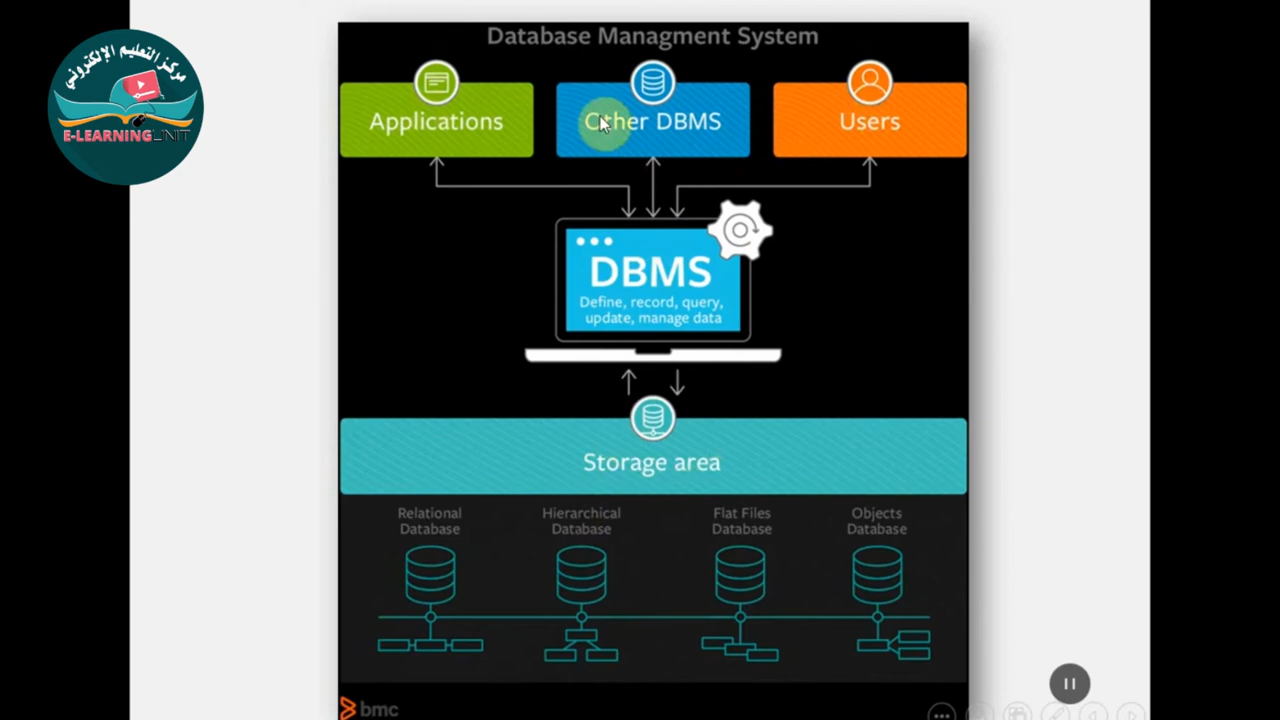 مركز التعليم الإلكتروني
E-LEARNING UNIT
Database Managment System
Applications
Other DBMS
Users
DBMS
Define, record, query,
update, manage data
Storage area
Relational
Database
Hierarchical
Database
Flat Files
Database
Objects
Database
bmc